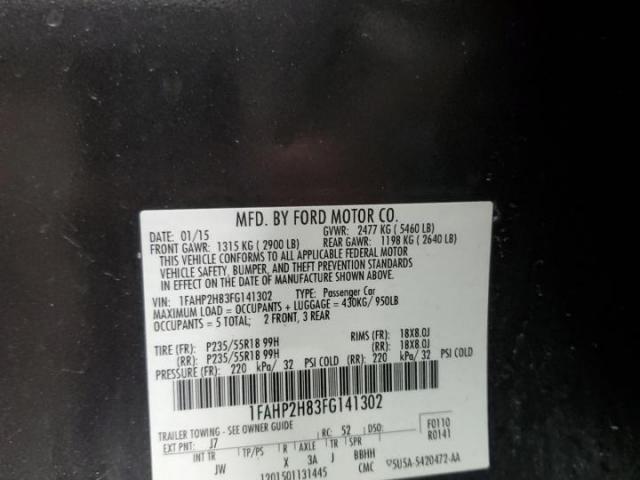 MFD. BY FORD MOTOR CO.
DATE: 01/15 GVWR: 2477 KG ( 5460 LB)
FRONT GAWR: 1315 KG ( 2900 LB) REAR GAWR: 1198 KG ( 2640 LB)
THIS VEHICLE CONFORMS TO ALL APPLICABLE FEDERAL MOTOR
VEHICLE SAFETY, BUMPER, AND THEFT PREVENTION STANDARDS
IN EFFECT ON THE DATE OF MANUFACTURE SHOWN ABOVE.
VIN: 1FAHP2H83FG141302 TYPE: Passenger Car
MAXIMUM LOAD = OCCUPANTS + LUGGAGE = 430KG/ 950LB
OCCUPANTS = 5 TOTAL; 2 FRONT, 3 REAR
TIRE (FR): P235/55R18 99H RIMS (FR): 18X8.0J
(RR): P235/55R18 99H (RR): 18X8.0J
PRESSURE (FR): 220 kPa/ 32 PSI COLD (RR): 220 kPa/ 32 PSI COLD
1FAHP2H83FG141302
TRAILER TOWING - SEE OWNER GUIDE
EXT PNT: J7 RC: 52 DSO: F0110
INT TR TP/PS R AXLE TR SPR R0141
JW X 3A J BBHH
1201501131445 CMC 5U5A-5420472-AA